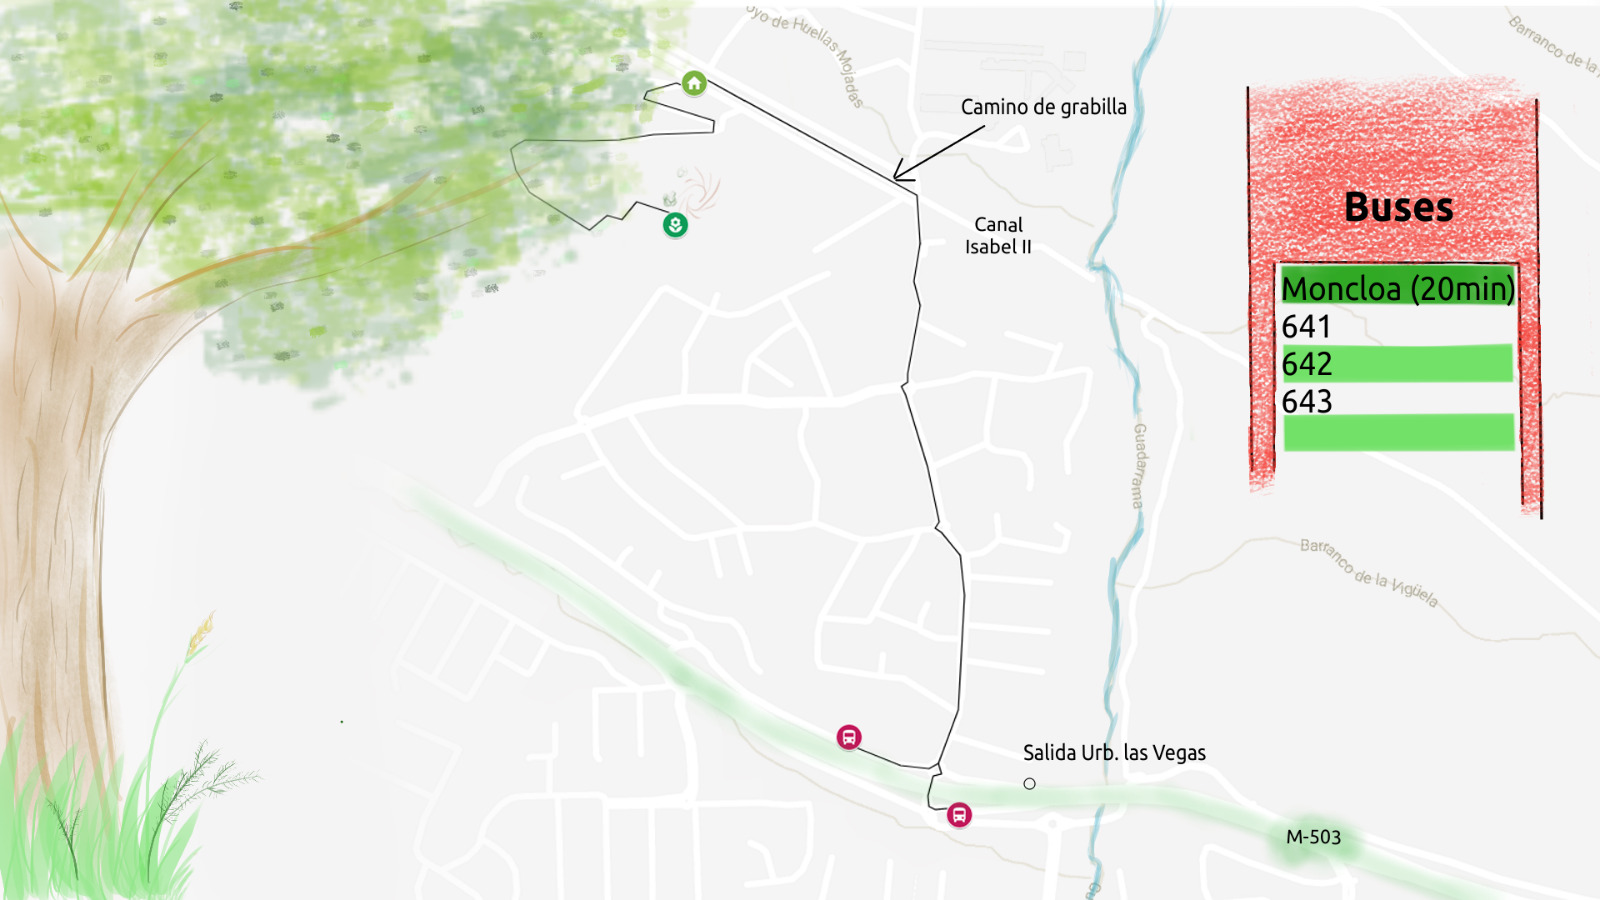 oyo de Huellas Mojadas
Barranco de la
Camino de grabilla
Canal
Isabel II
Buses
Moncloa (20min)
641
642
643
Guadarrama
Barranco de la Vigüela
Salida Urb. las Vegas
M-503